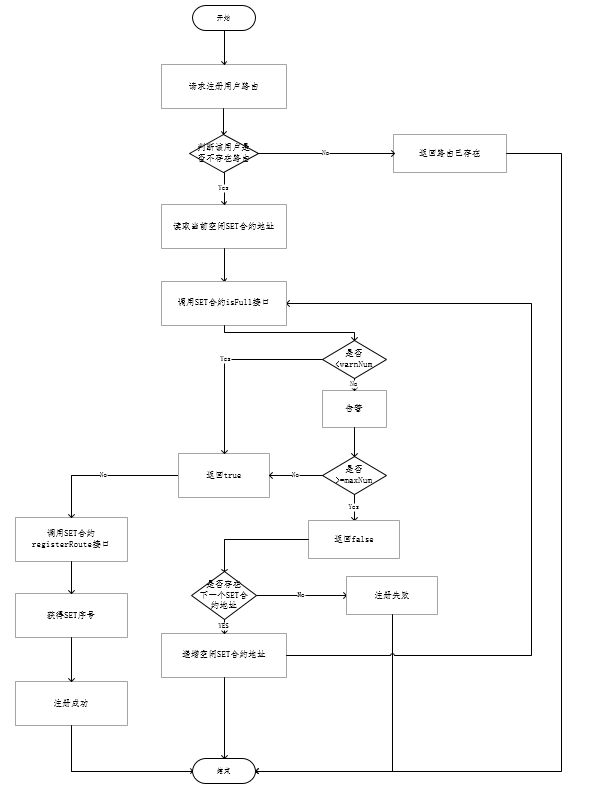 开始
请求注册用户路由
判断该用户是
否不存在路由
No
返回路由已存在
Yes
读取当前空闲SET合约地址
调用SET合约isFull接口
是否
<warnNum
Yes
No
告警
是否
>=maxNum
No
返回true
No
Yes
调用SET合约
registerRoute接口
返回false
是否存在
下一个SET合
约地址
No
注册失败
获得SET序号
YES
递增空闲SET合约地址
注册成功
结束